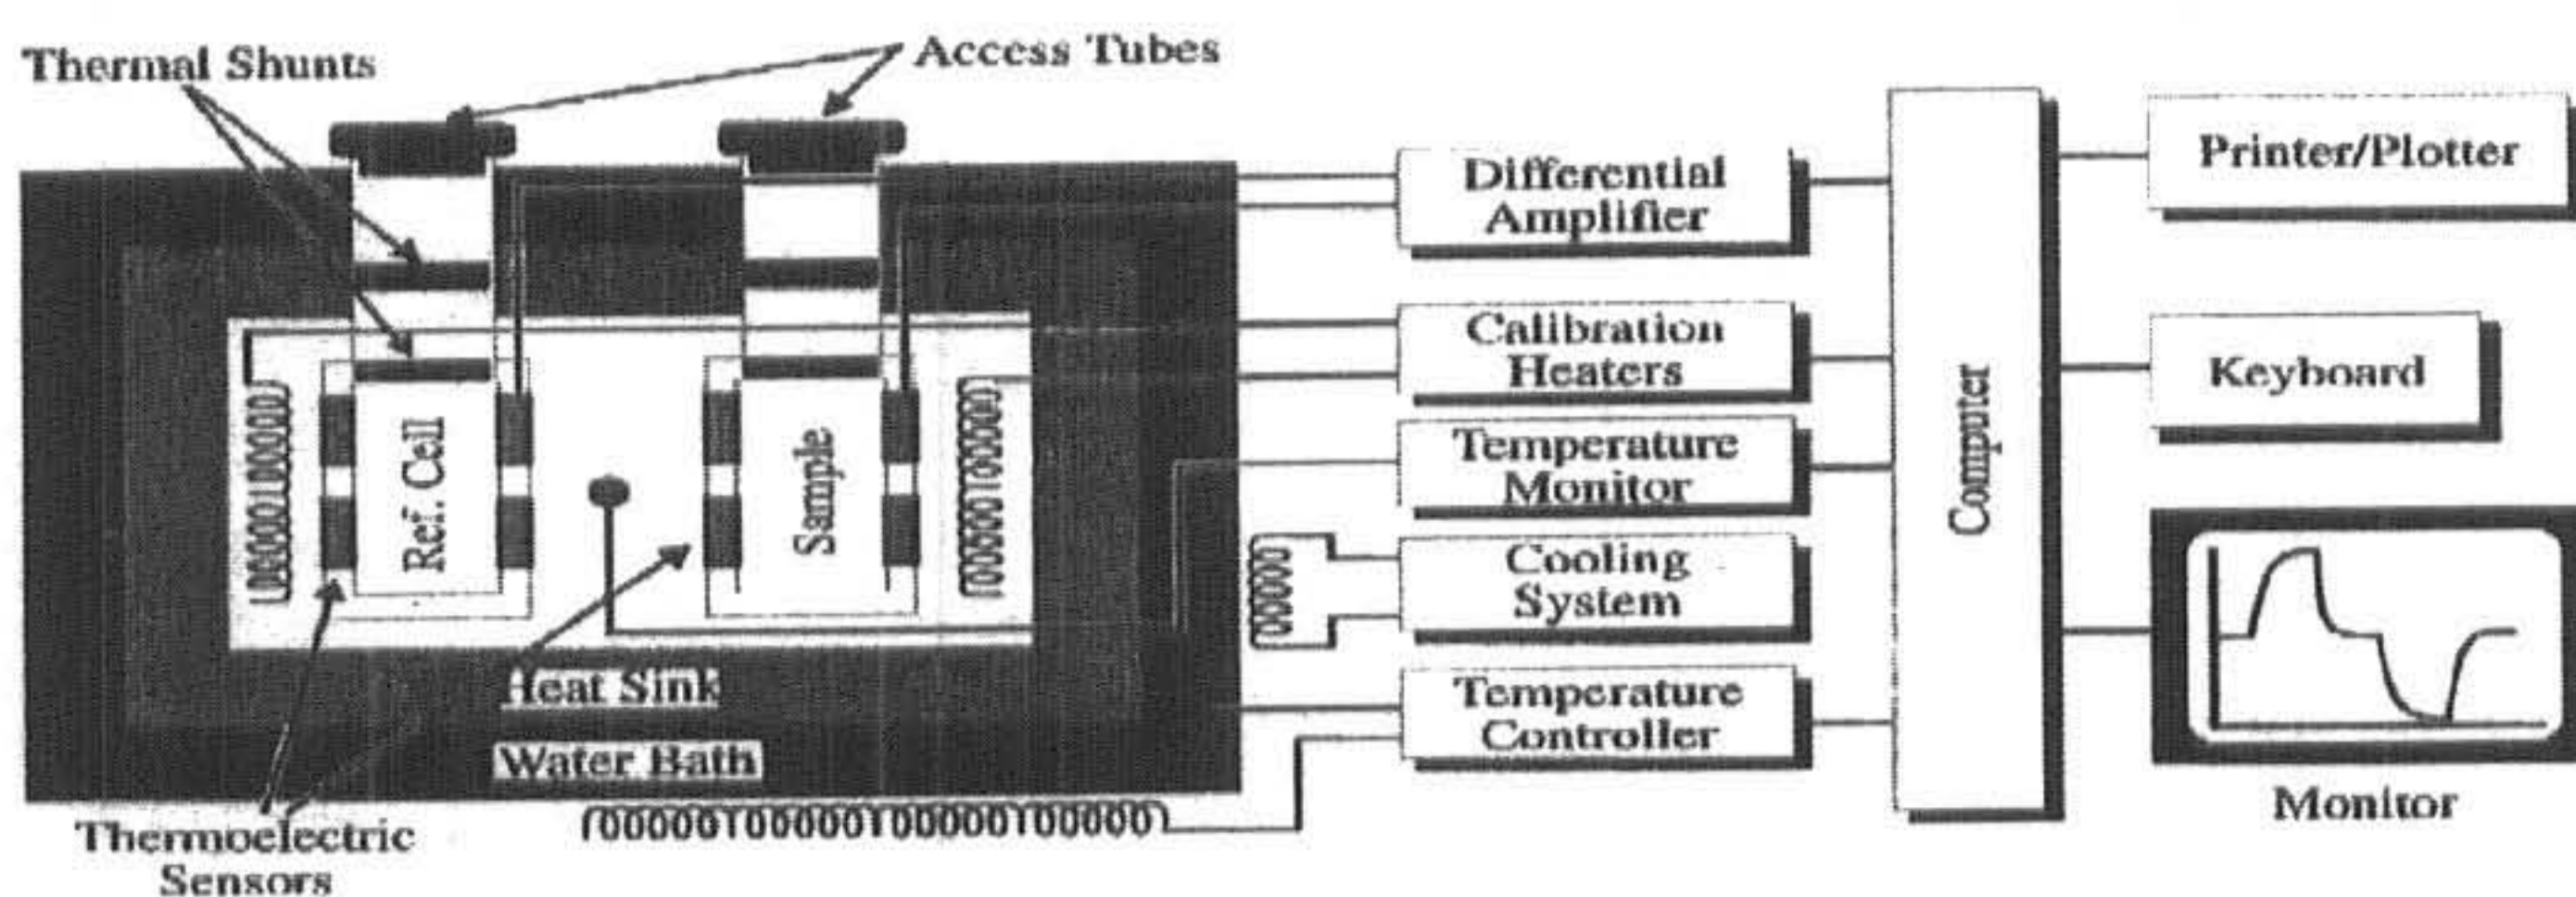 Thermal Shunts
Access Tubes
Differential
Amplifier
Printer/Plotter
Calibration
Heaters
Keyboard
Temperature
Monitor
Computer
Ref. Cell
Sample
Cooling
System
Heat Sink
Temperature
Controller
Water Bath
Monitor
Thermoelectric
Sensors